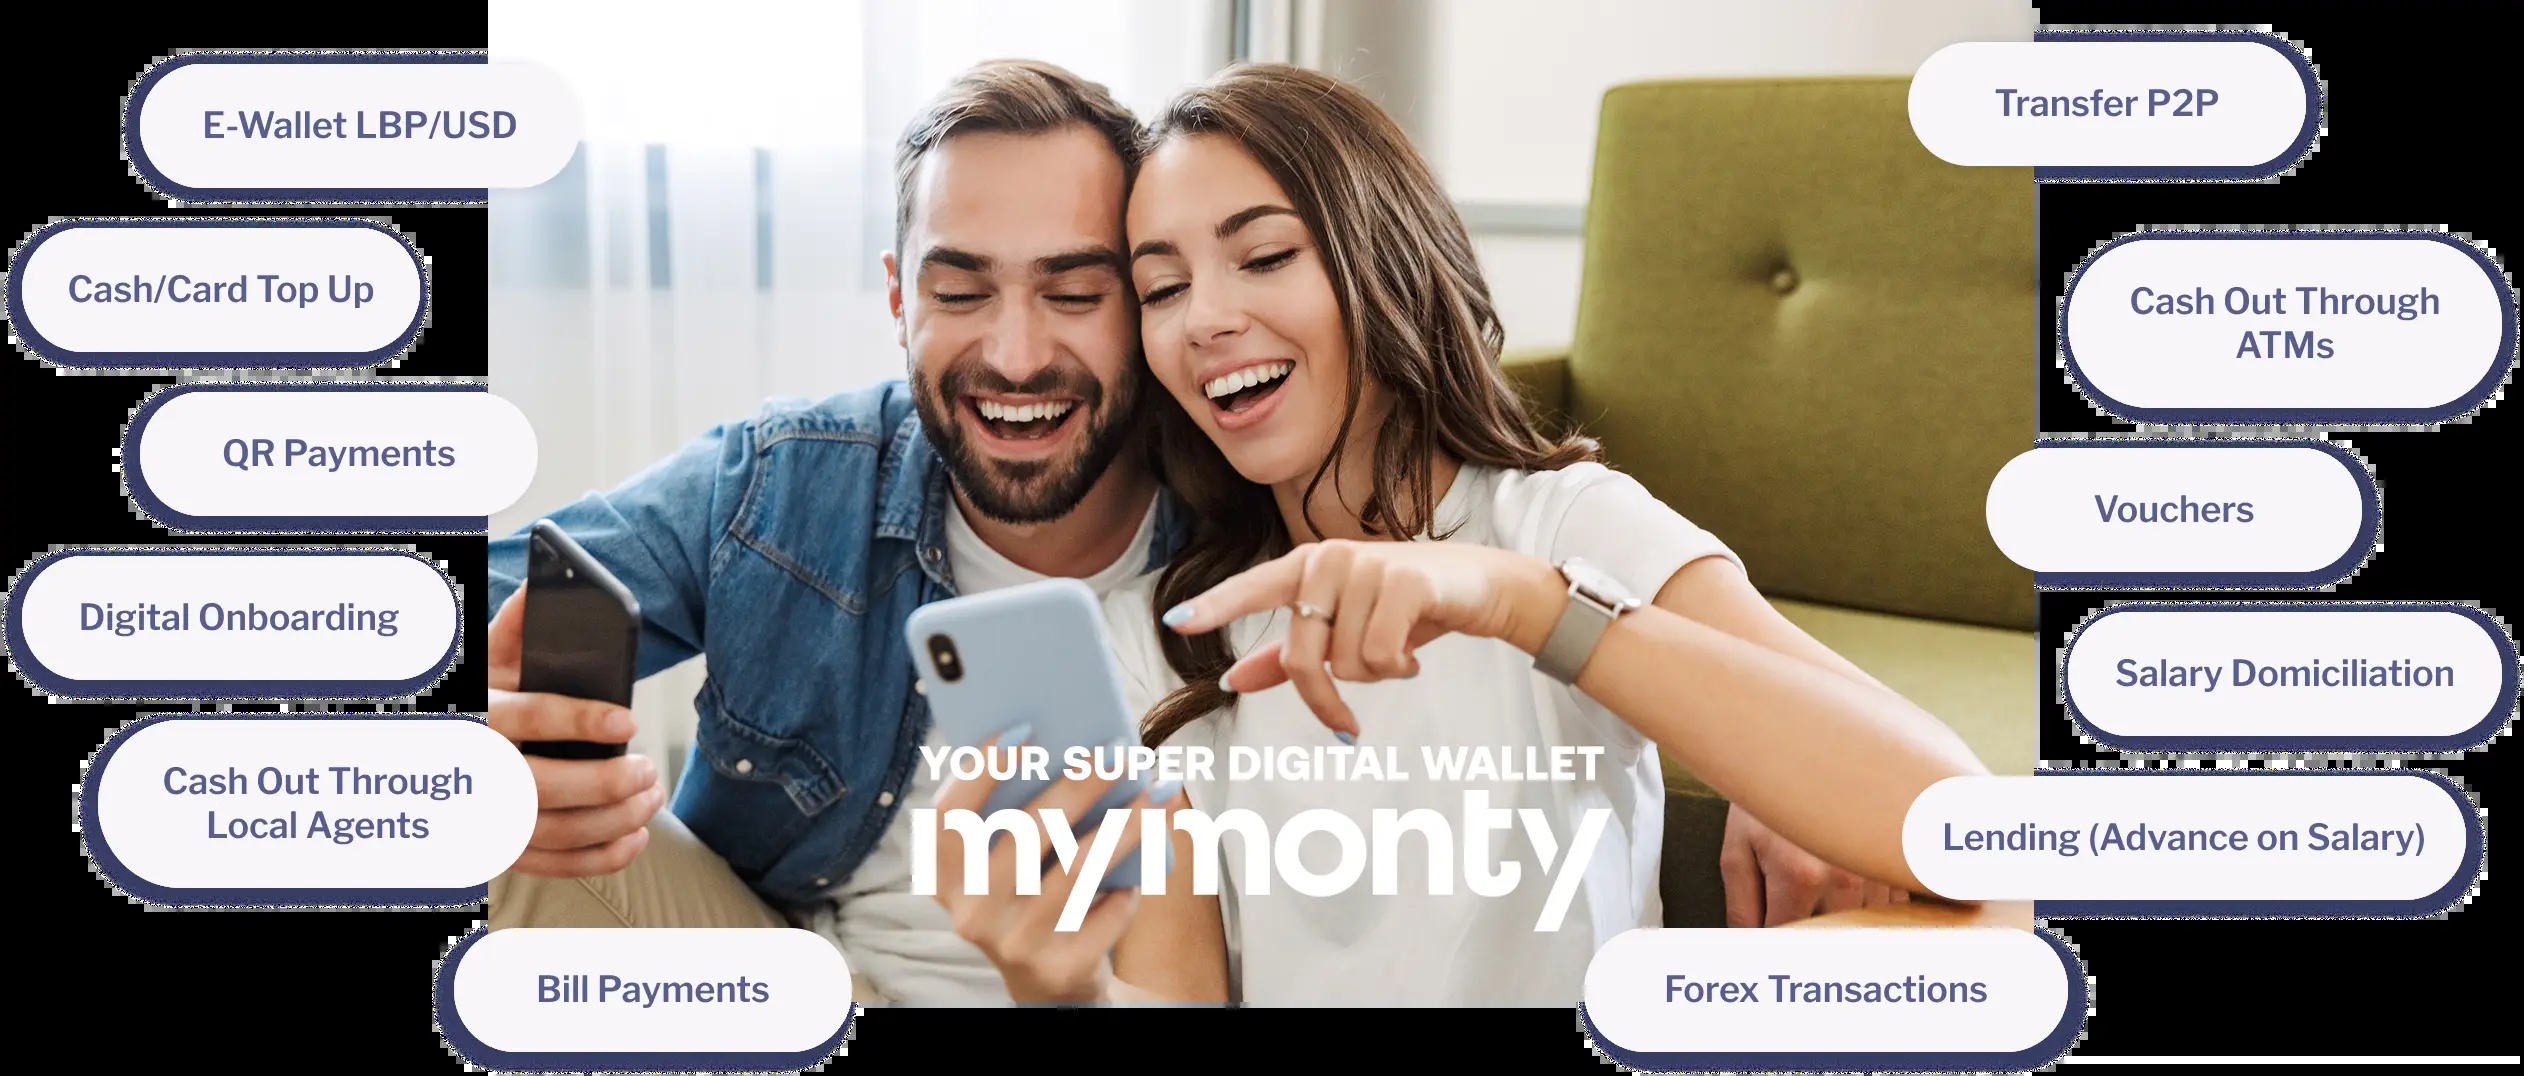 E-Wallet LBP/USD
Cash/Card Top Up
QR Payments
Digital Onboarding
Cash Out Through
Local Agents
Bill Payments
YOUR SUPER DIGITAL WALLET
mymonty
Transfer P2P
Cash Out Through
ATMs
Vouchers
Salary Domiciliation
Lending (Advance on Salary)
Forex Transactions